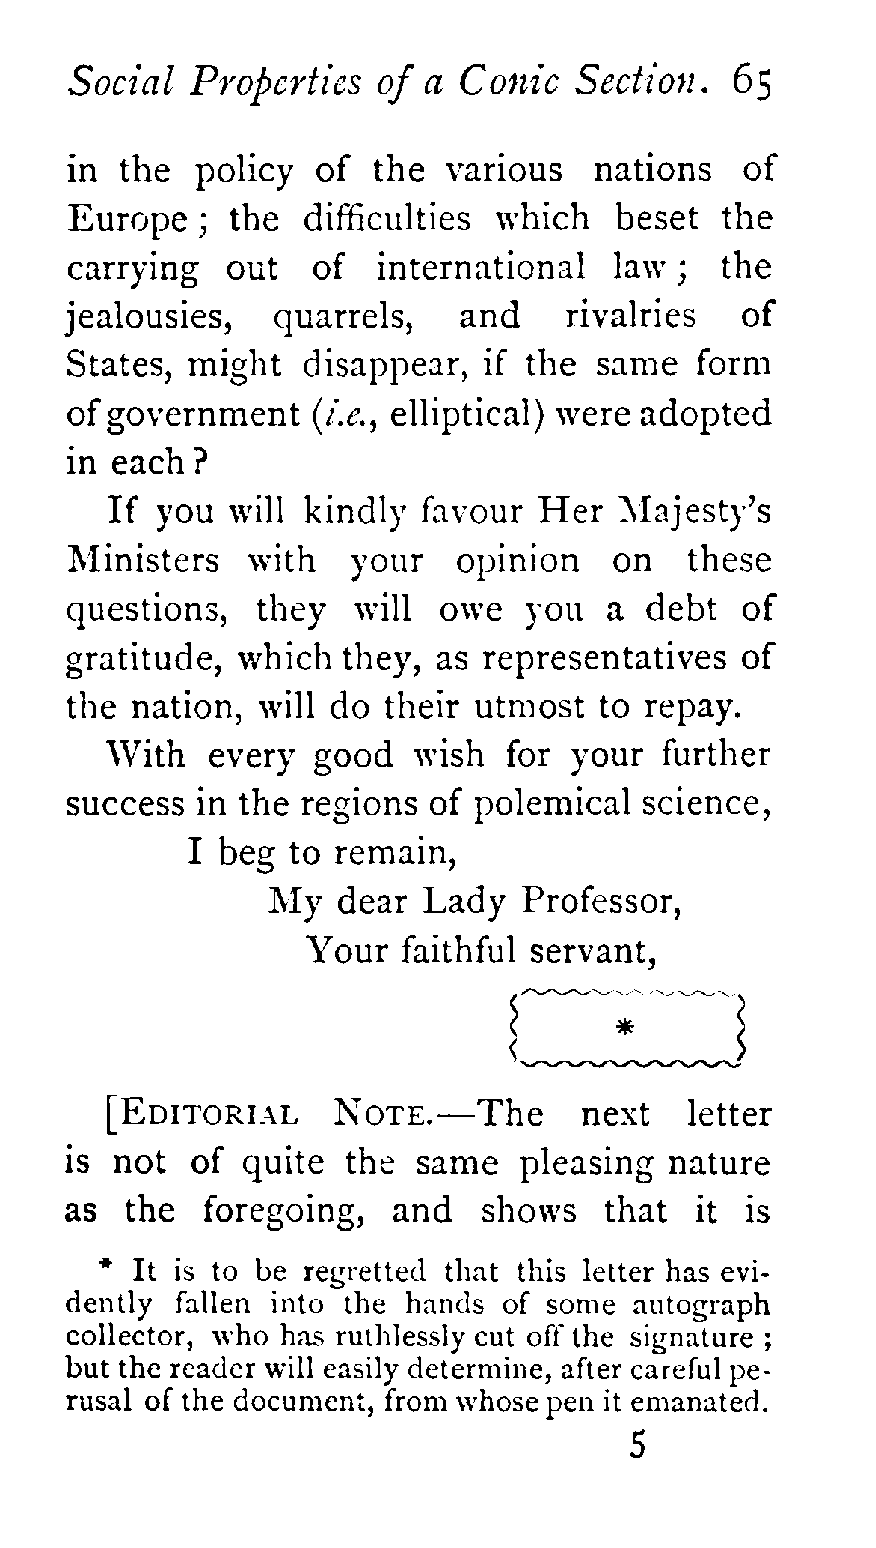 Social Properties of a Conic Section. 65
in the policy of the various nations of
Europe ; the difficulties which beset the
carrying out of international law ; the
jealousies, quarrels, and rivalries of
States, might disappear, if the same form
of government (i.e., elliptical) were adopted
in each ?
If you will kindly favour Her Majesty's
Ministers with your opinion on these
questions, they will owe you a debt of
gratitude, which they, as representatives of
the nation, will do their utmost to repay.
With every good wish for your further
success in the regions of polemical science,
I beg to remain,
My dear Lady Professor,
Your faithful servant,
*
[EDITORIAL NOTE.—The next letter
is not of quite the same pleasing nature
as the foregoing, and shows that it is
* It is to be regretted that this letter has evi-
dently fallen into the hands of some autograph
collector, who has ruthlessly cut off the signature ;
but the reader will easily determine, after careful pe-
rusal of the document, from whose pen it emanated.
5